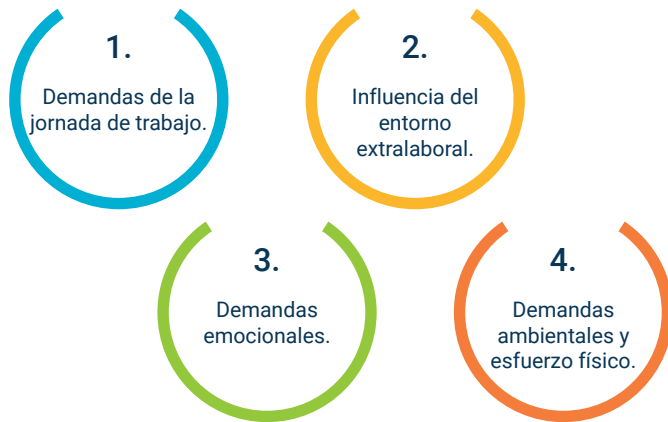 1.
Demandas de la
jornada de trabajo.
2.
Influencia del
entorno
extralaboral.
3.
Demandas
emocionales.
4.
Demandas
ambientales y
esfuerzo físico.